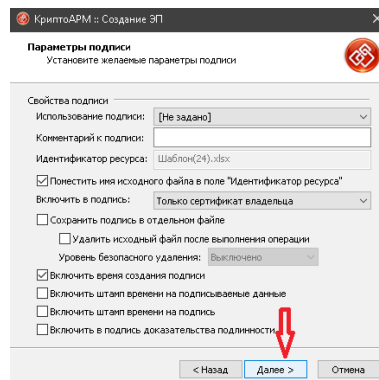 КриптоАРМ :: Создание ЭП
Параметры подписи
Установите желаемые параметры подписи
Свойства подписи
Использование подписи: [Не задано]
Комментарий к подписи:
Идентификатор ресурса: Шаблон(24).xlsx
Поместить имя исходного файла в поле "Идентификатор ресурса"
Включить в подпись: Только сертификат владельца
Сохранить подпись в отдельном файле
Удалить исходный файл после выполнения операции
Уровень безопасного удаления: Выключено
Включить время создания подписи
Включить штамп времени на подписываемые данные
Включить штамп времени на подпись
Включить в подпись доказательства подлинности
< Назад Далее > Отмена